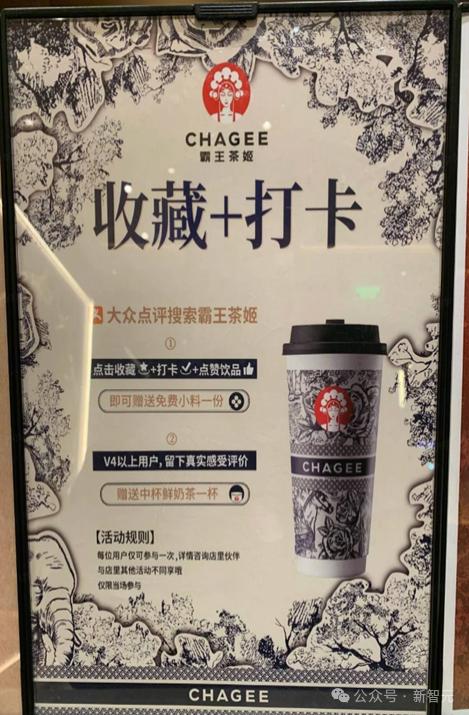 CHAGEE
霸王茶姬
收藏+打卡
大众点评搜索霸王茶姬
①
点击收藏+打卡+点赞饮品
即可赠送免费小料一份
②
V4以上用户,留下真实感受评价
赠送中杯鲜奶茶一杯
CHAGEE
【活动规则】
每位用户仅可参与一次,详情咨询店里伙伴
与店里其他活动不同享哦
仅限当场参与
CHAGEE
公众号·新智元